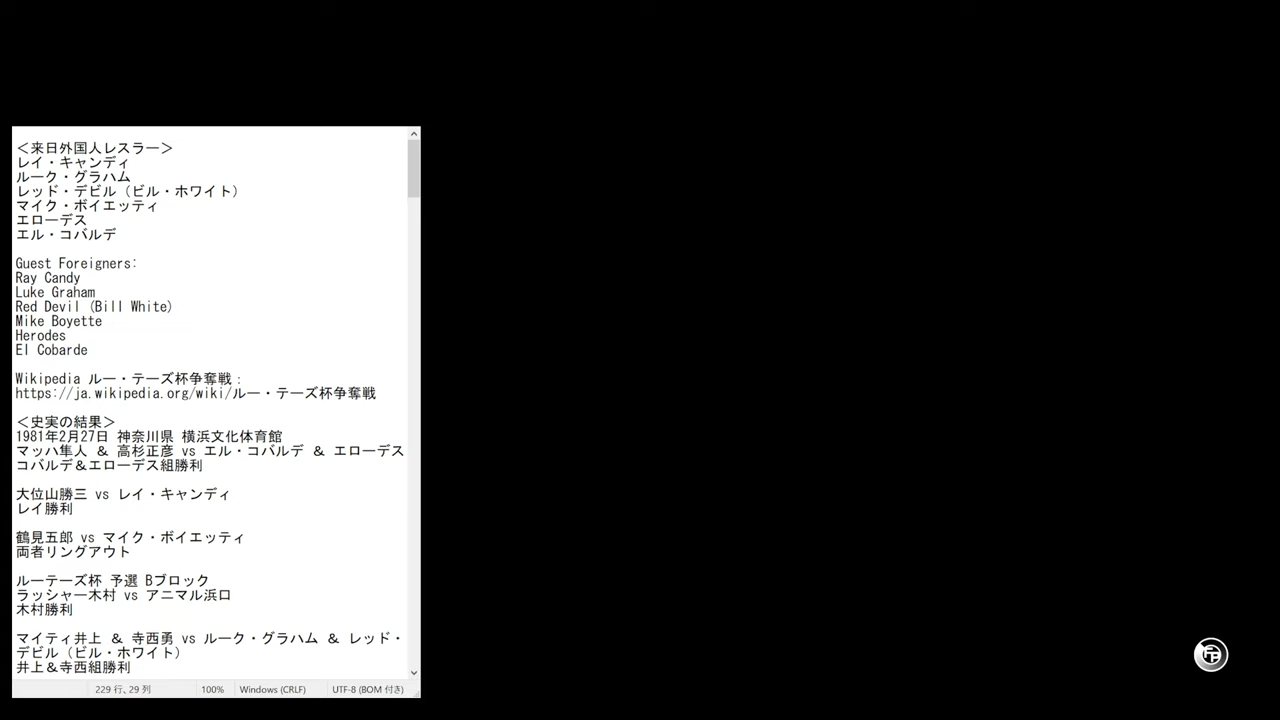 ＜来日外国人レスラー＞
レイ・キャンディ
ルーク・グラハム
レッド・デビル（ビル・ホワイト）
マイク・ボイエッティ
エローデス
エル・コバルデ
Guest Foreigners:
Ray Candy
Luke Graham
Red Devil (Bill White)
Mike Boyette
Herodes
El Cobarde
Wikipedia ルー・テーズ杯争奪戦：
https://ja.wikipedia.org/wiki/ルー・テーズ杯争奪戦
＜史実の結果＞
1981年2月27日 神奈川県 横浜文化体育館
マッハ隼人 ＆ 高杉正彦 vs エル・コバルデ ＆ エローデス
コバルデ＆エローデス組勝利
大位山勝三 vs レイ・キャンディ
レイ勝利
鶴見五郎 vs マイク・ボイエッティ
両者リングアウト
ルーテーズ杯 予選 Bブロック
ラッシャー木村 vs アニマル浜口
木村勝利
マイティ井上 ＆ 寺西勇 vs ルーク・グラハム ＆ レッド・
デビル（ビル・ホワイト）
井上＆寺西組勝利
229 行、29 列 100% Windows (CRLF) UTF-8 (BOM 付き)